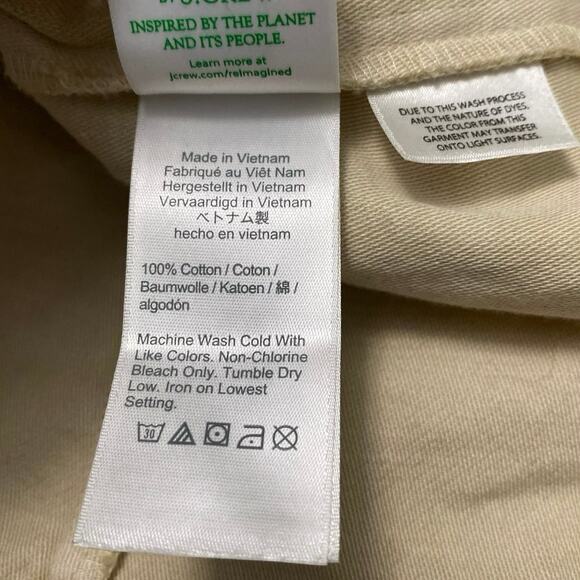 INSPIRED BY THE PLANET
AND ITS PEOPLE.
Learn more at
jcrew.com/reimagined
DUE TO THIS WASH PROCESS
AND THE NATURE OF DYES,
THE COLOR FROM THIS
GARMENT MAY TRANSFER
ONTO LIGHT SURFACES.
Made in Vietnam
Fabriqué au Viêt Nam
Hergestellt in Vietnam
Vervaardigd in Vietnam
ベトナム製
hecho en vietnam
100% Cotton / Coton /
Baumwolle / Katoen / 綿 /
algodón
Machine Wash Cold With
Like Colors. Non-Chlorine
Bleach Only. Tumble Dry
Low. Iron on Lowest
Setting.
30